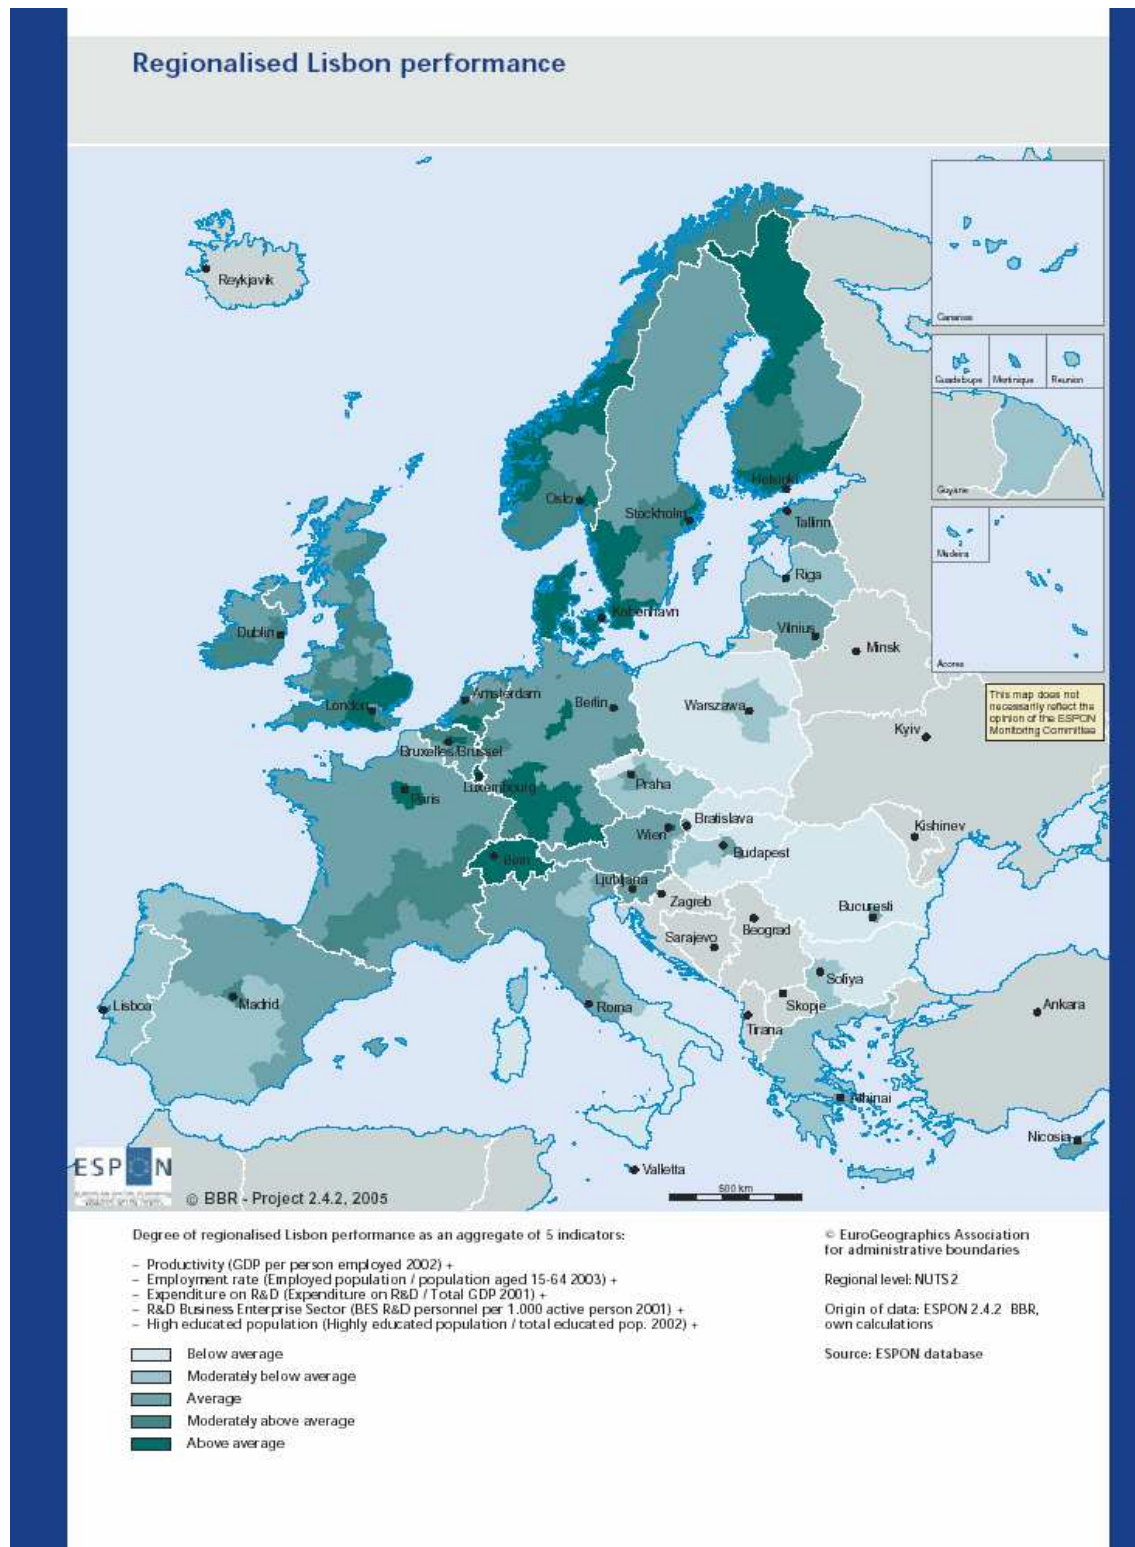 Regionalised Lisbon performance
Reykjavik
Canarias
Guadeloupe
Martinique
Reunion
Guyane
Madeira
Acores
This map does not
necessarily reflect the
opinion of the ESPON
Monitoring Committee
Helsinki
Oslo
Stockholm
Tallinn
Riga
København
Vilnius
Minsk
Dublin
Amsterdam
Berlin
Warszawa
London
Kyiv
Bruxelles/Brussel
Luxembourg
Praha
Paris
Bratislava
Wien
Kishinev
Budapest
Bern
Ljubljana
Zagreb
Bucuresti
Beograd
Sarajevo
Sofiya
Lisboa
Madrid
Roma
Skopje
Tirana
Ankara
Athinai
Nicosia
Valletta
500 km
ESPON
© BBR - Project 2.4.2, 2005
Degree of regionalised Lisbon performance as an aggregate of 5 indicators:
– Productivity (GDP per person employed 2002) +
– Employment rate (Employed population / population aged 15-64 2003) +
– Expenditure on R&D (Expenditure on R&D / Total GDP 2001) +
– R&D Business Enterprise Sector (BES R&D personnel per 1.000 active person 2001) +
– High educated population (Highly educated population / total educated pop. 2002) +
Below average
Moderately below average
Average
Moderately above average
Above average
© EuroGeographics Association
for administrative boundaries
Regional level: NUTS 2
Origin of data: ESPON 2.4.2 BBR,
own calculations
Source: ESPON database